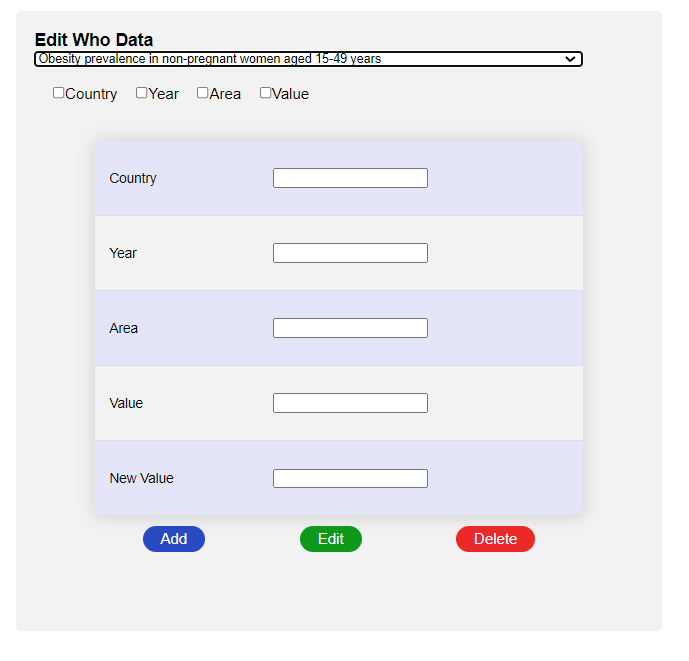 Edit Who Data
Obesity prevalence in non-pregnant women aged 15-49 years
Country Year Area Value
Country
Year
Area
Value
New Value
Add Edit Delete